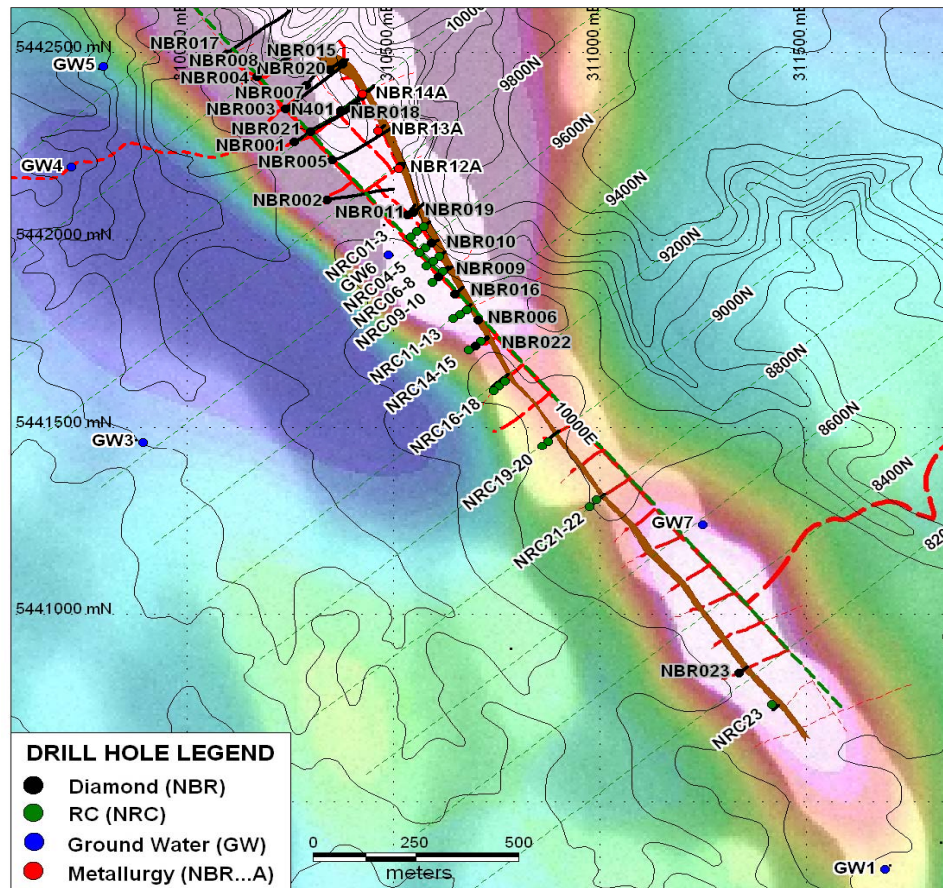 10000N
5442500 mN
NBR017
NBR015
NBR008
GW5
NBR020
NBR004
310500 mE
311000 mE
311500 mE
9800N
NBR007
NBR14A
NBR003
N401
NBR018
NBR021
NBR13A
9600N
NBR001
NBR005
GW4
NBR12A
9400N
NBR002
NBR011
NBR019
5442000 mN
NRC01-3
NBR010
9200N
GW6
NRC04-5
NBR009
NRC06-8
NBR016
9000N
NRC09-10
NBR006
NRC11-13
NBR022
8800N
NRC14-15
5441500 mN
GW3
NRC16-18
10000E
8600N
NRC19-20
8400N
NRC21-22
GW7
5441000 mN
NBR023
NRC23
DRILL HOLE LEGEND
Diamond (NBR)
RC (NRC)
Ground Water (GW)
Metallurgy (NBR...A)
0 250 500
meters
GW1